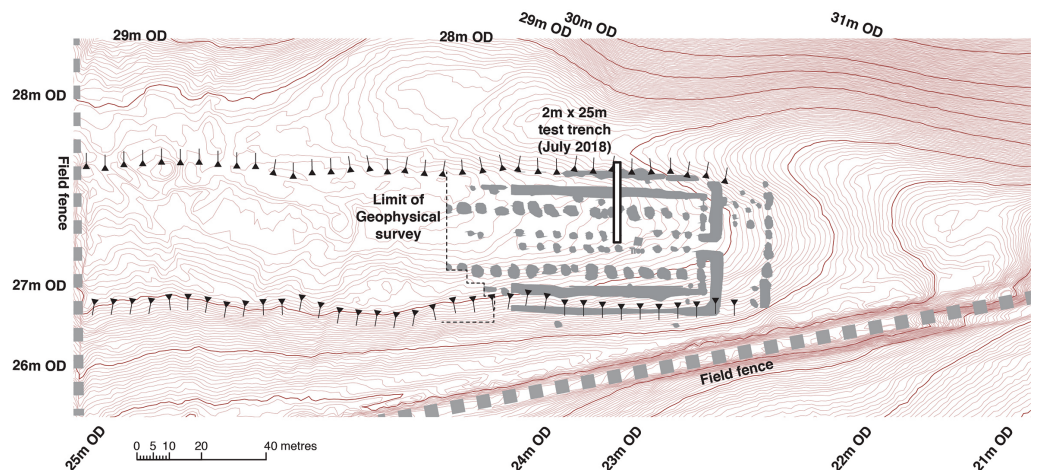 29m OD
28m OD
29m OD
30m OD
31m OD
28m OD
2m x 25m
test trench
(July 2018)
Field fence
Limit of
Geophysical
survey
27m OD
26m OD
Field fence
25m OD
24m OD
23m OD
22m OD
21m OD
0 5 10 20 40 metres